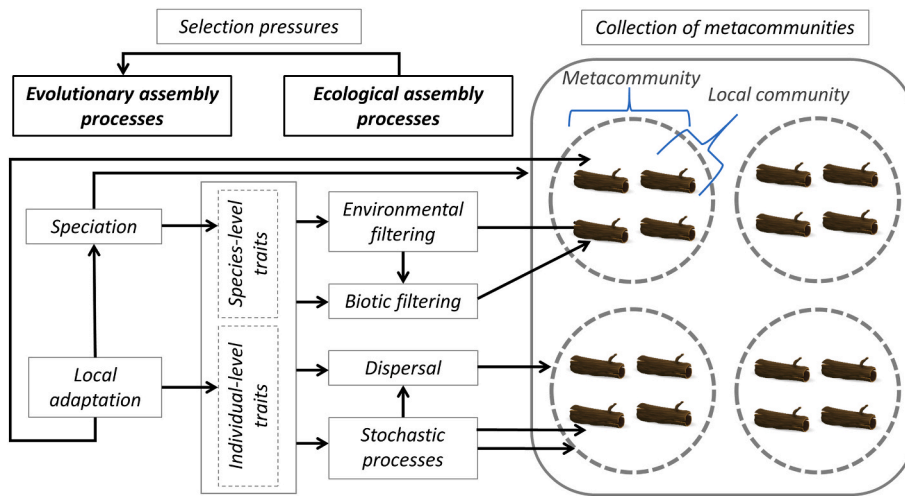 Selection pressures
Collection of metacommunities
Evolutionary assembly
processes
Ecological assembly
processes
Metacommunity
Local community
Speciation
Species-level
traits
Environmental
filtering
Biotic filtering
Local
adaptation
Individual-level
traits
Dispersal
Stochastic
processes